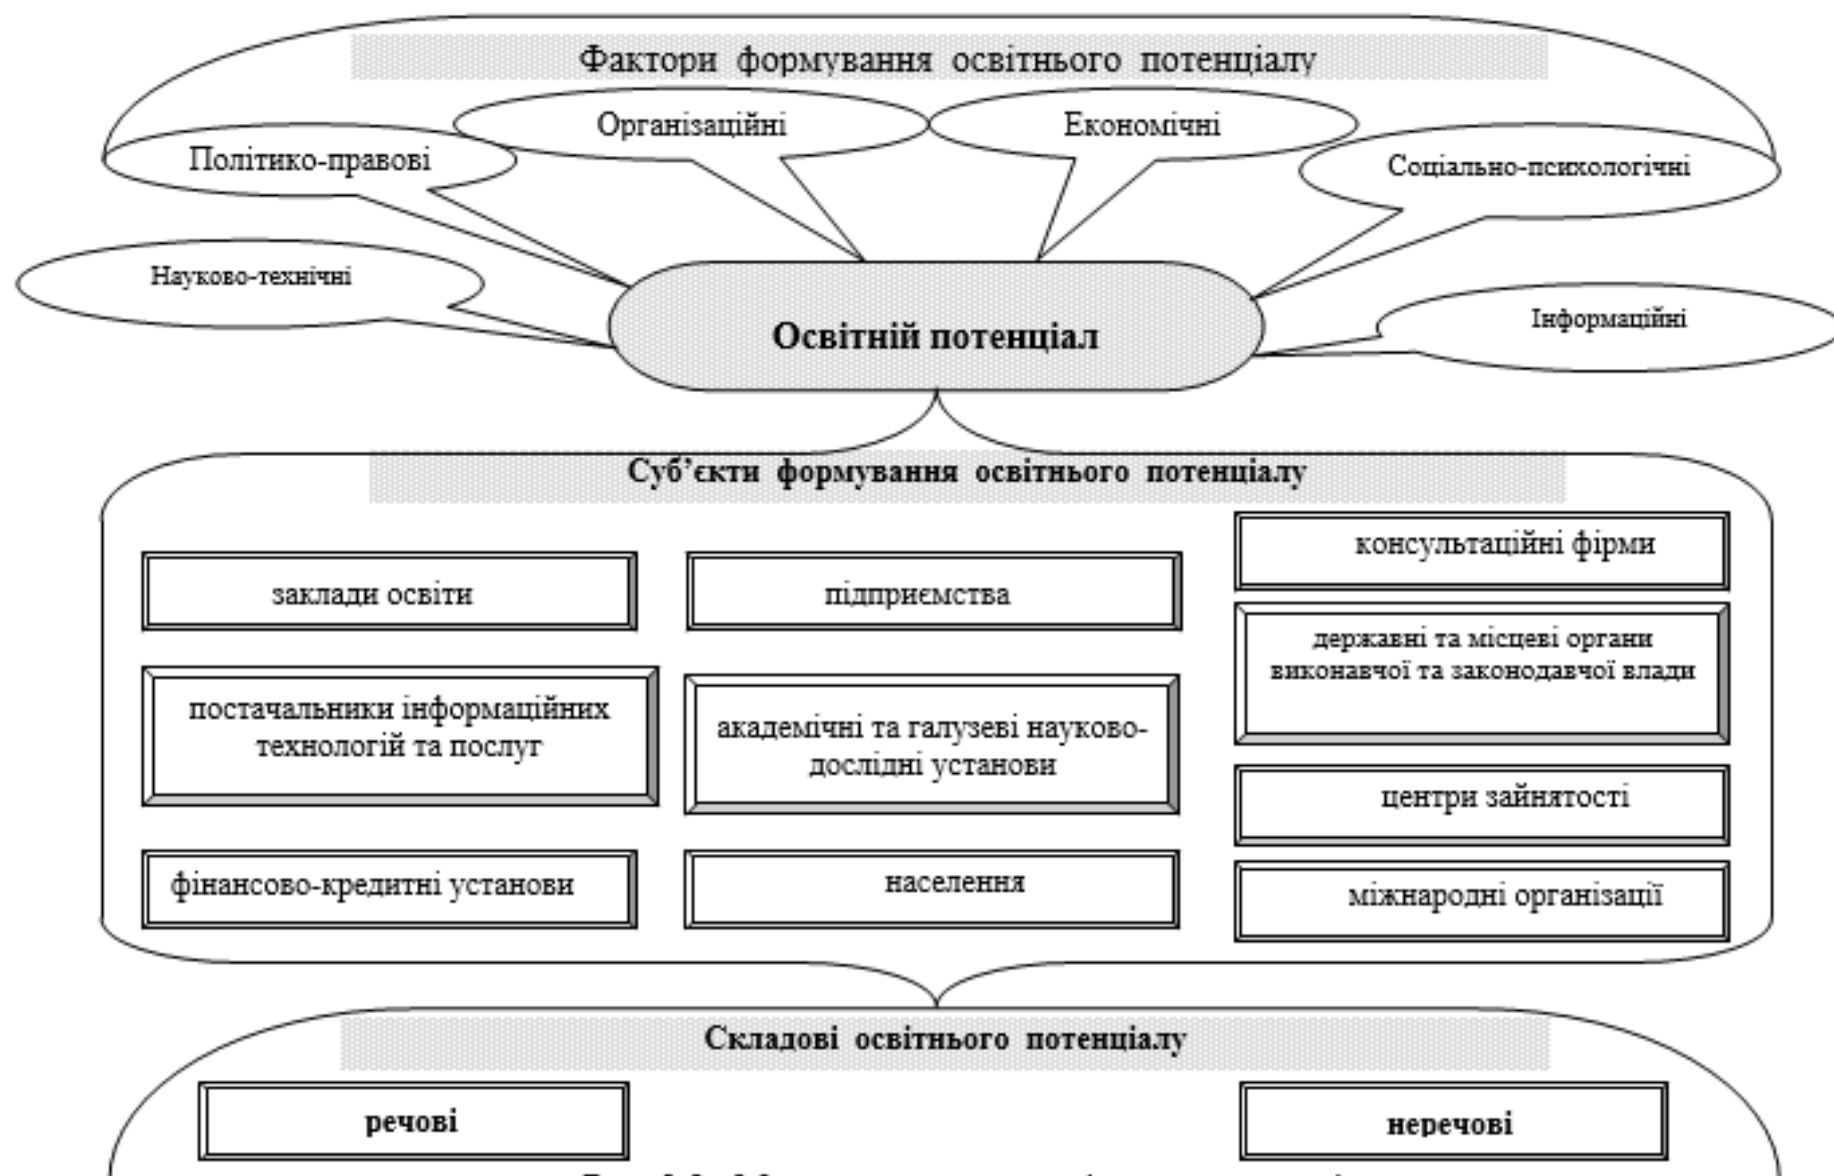 Фактори формування освітнього потенціалу
Організаційні
Економічні
Політико-правові
Соціально-психологічні
Науково-технічні
Інформаційні
Освітній потенціал
Суб’єкти формування освітнього потенціалу
заклади освіти
підприємства
консультаційні фірми
державні та місцеві органи
виконавчої та законодавчої влади
постачальники інформаційних
технологій та послуг
академічні та галузеві науково-
дослідні установи
центри зайнятості
фінансово-кредитні установи
населення
міжнародні організації
Складові освітнього потенціалу
речові
неречові